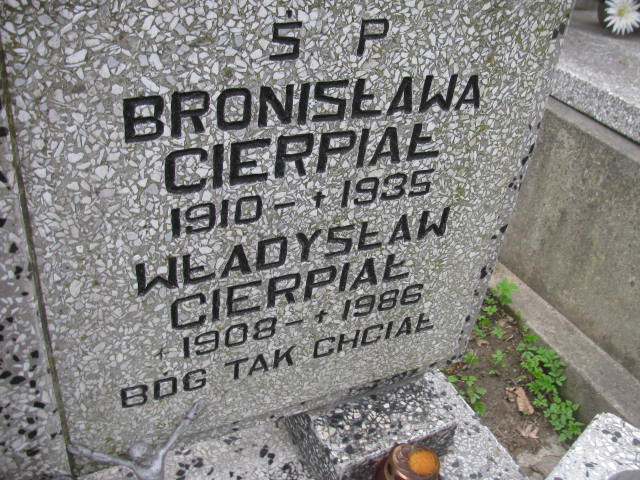 Ś P
BRONISŁAWA
CIERPIAŁ
1910 - + 1935
WŁADYSŁAW
CIERPIAŁ
1908 - + 1986
BÓG TAK CHCIAŁ